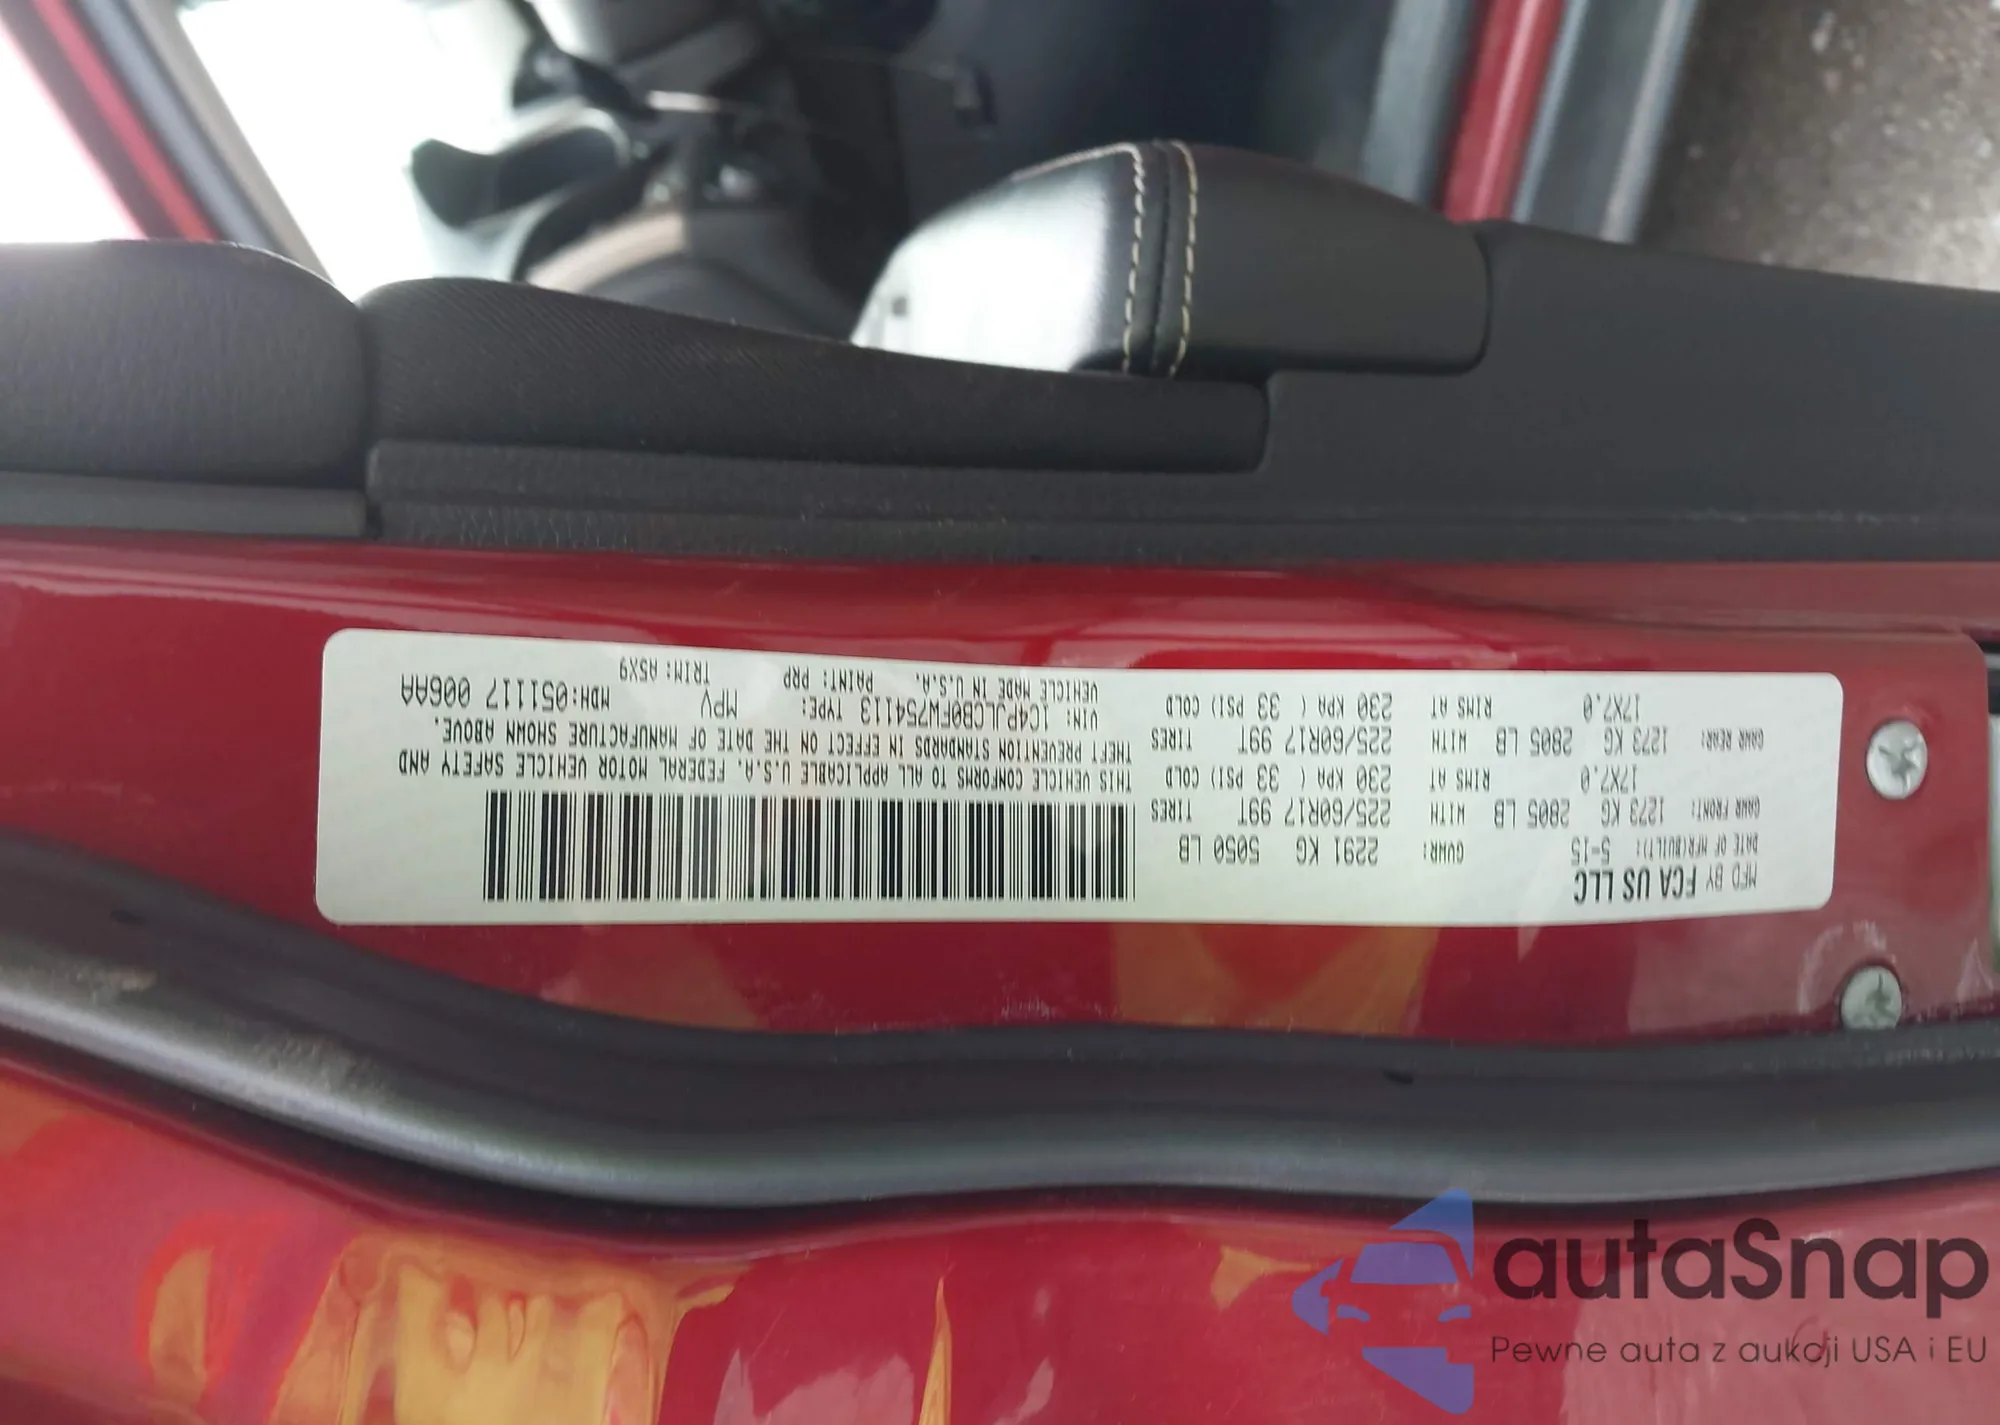 MFD BY FCA US LLC
DATE OF MFR(BUILT): 5-15 GVWR: 2291 KG 5050 LB
GAWR FRONT: 1273 KG 2805 LB WITH 225/60R17 99T TIRES
17X7.0 RIMS AT 230 KPA ( 33 PSI) COLD
GAWR REAR: 1273 KG 2805 LB WITH 225/60R17 99T TIRES
17X7.0 RIMS AT 230 KPA ( 33 PSI) COLD
THIS VEHICLE CONFORMS TO ALL APPLICABLE U.S.A. FEDERAL MOTOR VEHICLE SAFETY AND
THEFT PREVENTION STANDARDS IN EFFECT ON THE DATE OF MANUFACTURE SHOWN ABOVE.
VIN: 1C4PJLCB0FW754113 TYPE: MPV MDH:051117 006AA
VEHICLE MADE IN U.S.A. PAINT: PRP TRIM: A5X9
autaSnap
Pewne auta z aukcji USA i EU